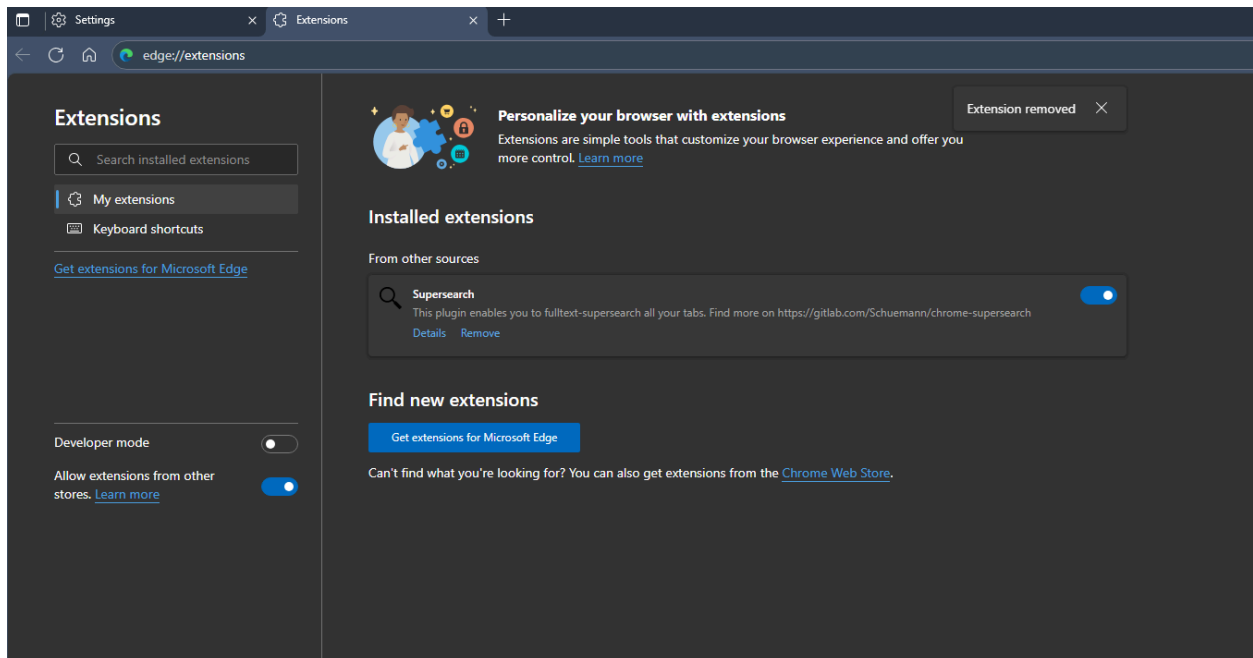 Settings
Extensions
edge://extensions
Extensions
Search installed extensions
My extensions
Keyboard shortcuts
Get extensions for Microsoft Edge
Developer mode
Allow extensions from other
stores. Learn more
Personalize your browser with extensions
Extensions are simple tools that customize your browser experience and offer you
more control. Learn more
Extension removed
Installed extensions
From other sources
Supersearch
This plugin enables you to fulltext-supersearch all your tabs. Find more on https://gitlab.com/Schuemann/chrome-supersearch
Details Remove
Find new extensions
Get extensions for Microsoft Edge
Can't find what you're looking for? You can also get extensions from the Chrome Web Store.